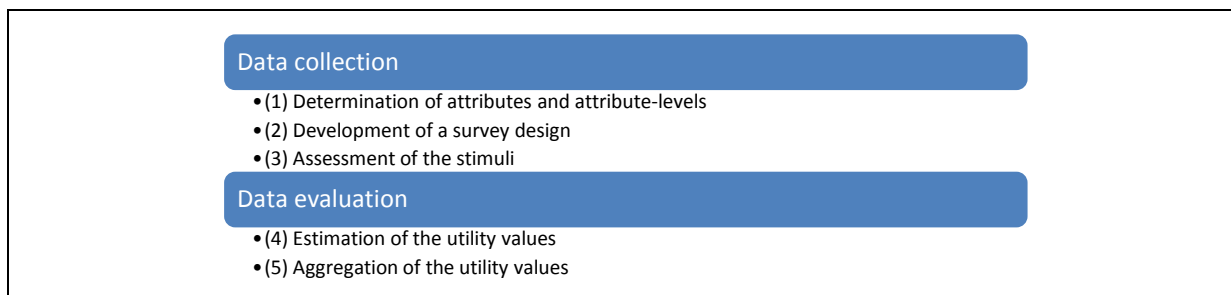 Data collection
•(1) Determination of attributes and attribute-levels
•(2) Development of a survey design
•(3) Assessment of the stimuli
Data evaluation
•(4) Estimation of the utility values
•(5) Aggregation of the utility values